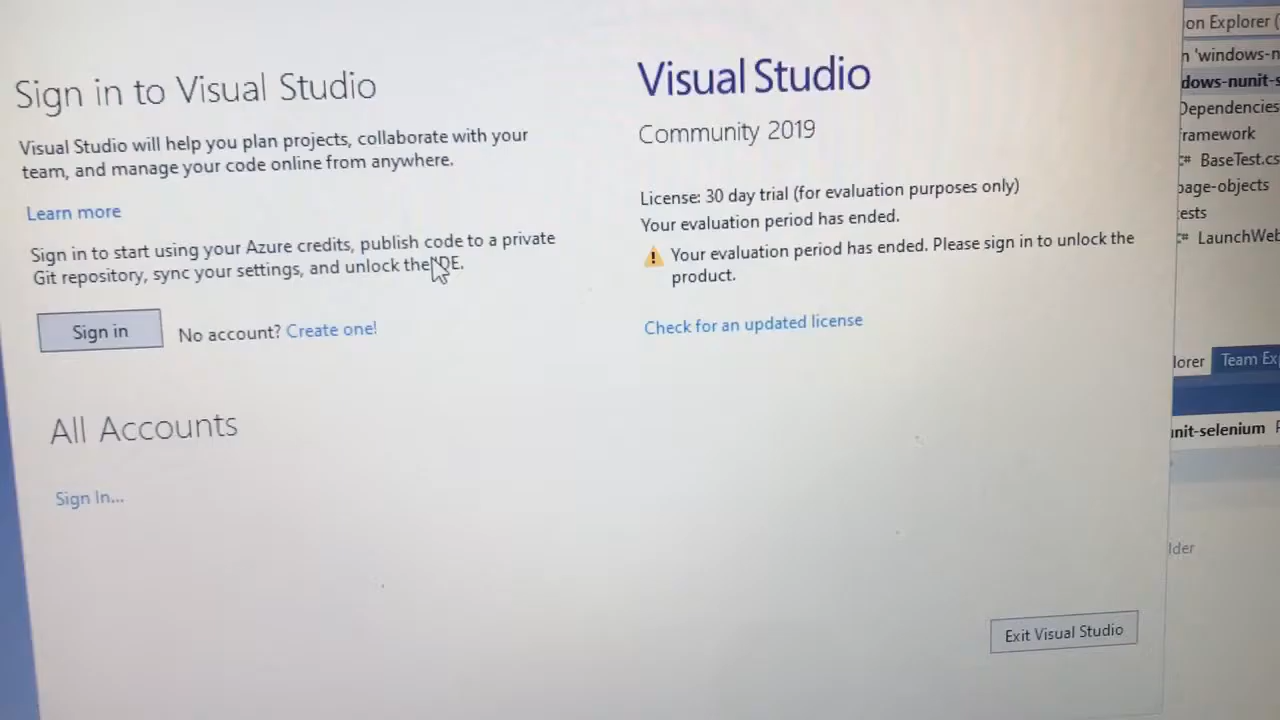 Sign in to Visual Studio
Visual Studio will help you plan projects, collaborate with your
team, and manage your code online from anywhere.
Learn more
Sign in to start using your Azure credits, publish code to a private
Git repository, sync your settings, and unlock the IDE.
Sign in
No account? Create one!
All Accounts
Sign In...
Visual Studio
Community 2019
License: 30 day trial (for evaluation purposes only)
Your evaluation period has ended.
Your evaluation period has ended. Please sign in to unlock the
product.
Check for an updated license
Exit Visual Studio
on Explorer (
n 'windows-n
dows-nunit-s
Dependencies
ramework
C# BaseTest.cs
page-objects
tests
C# LaunchWeb
lorer
Team Ex
unit-selenium
lder